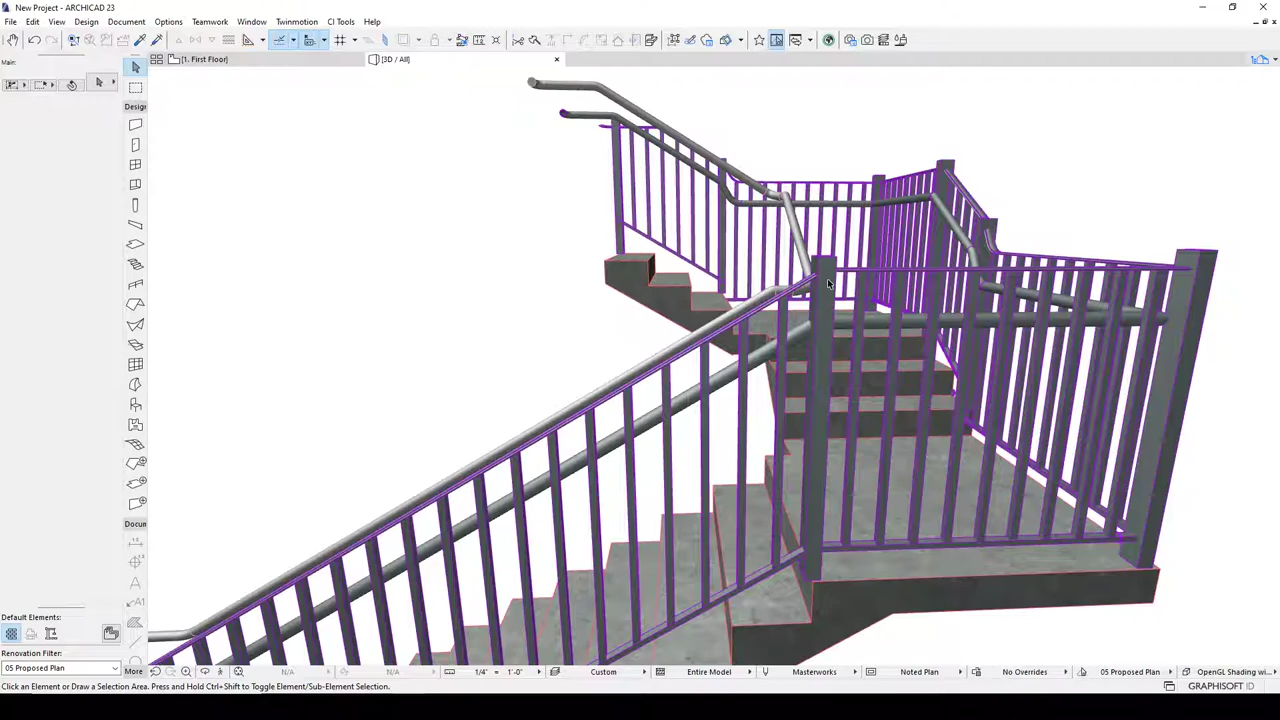 New Project - ARCHICAD 23
File Edit View Design Document Options Teamwork Window Twinmotion CI Tools Help
Main:
[1. First Floor]
[3D / All]
Design
Docum
More
Default Elements:
Renovation Filter:
05 Proposed Plan
N/A
N/A
1/4" = 1'-0"
Custom
Entire Model
Masterworks
Noted Plan
No Overrides
05 Proposed Plan
OpenGL Shading wi...
Click an Element or Draw a Selection Area. Press and Hold Ctrl+Shift to Toggle Element/Sub-Element Selection.
GRAPHISOFT ID